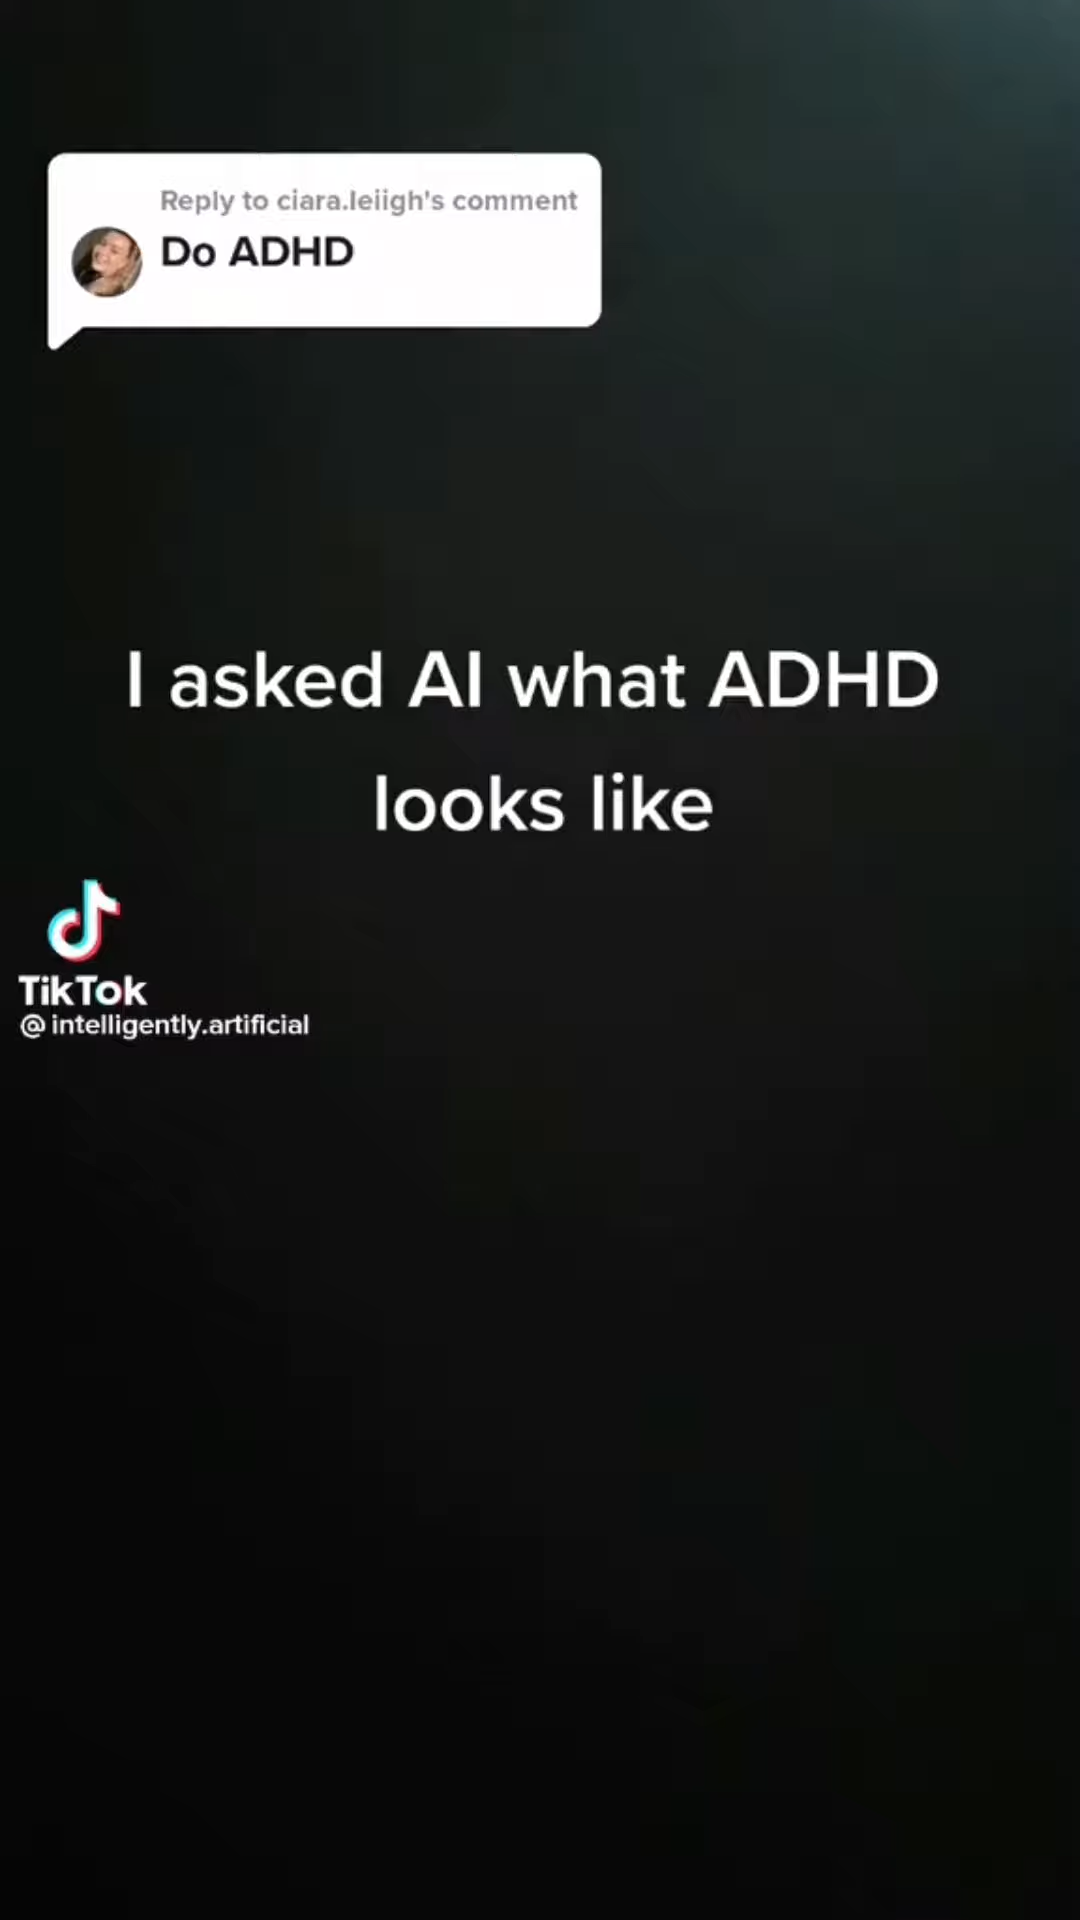 Reply to ciara.leiigh's comment
Do ADHD
I asked AI what ADHD
looks like
TikTok
@intelligently.artificial